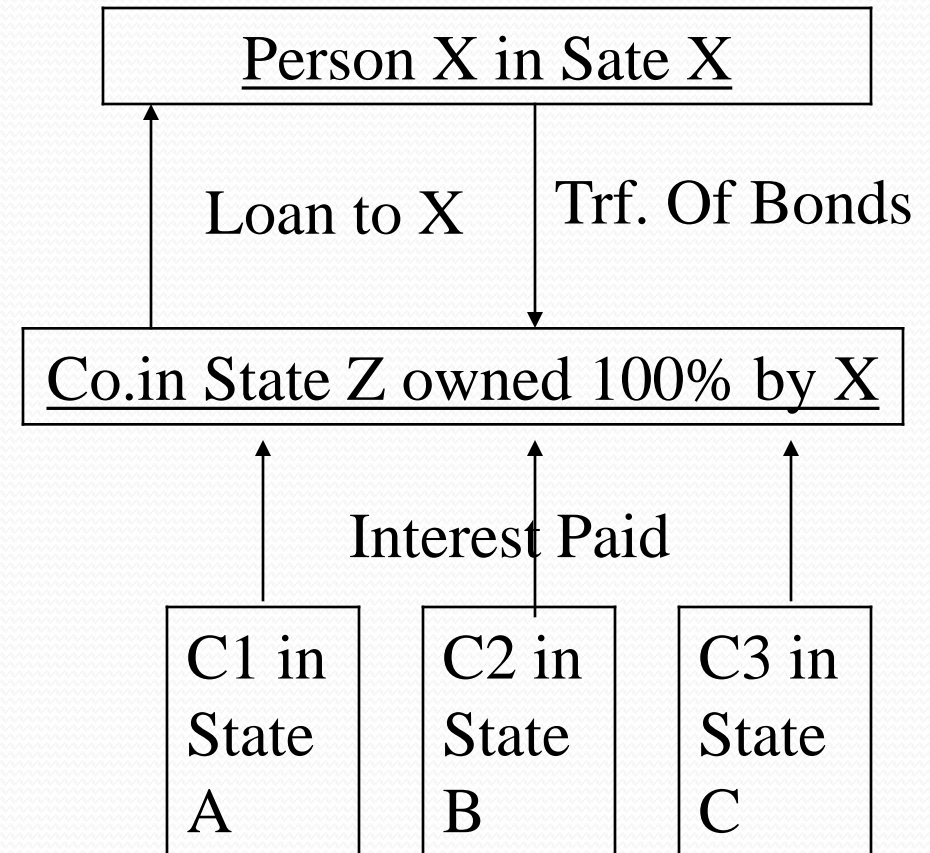 Person X in Sate X
Loan to X
Trf. Of Bonds
Co.in State Z owned 100% by X
Interest Paid
C1 in
State
A
C2 in
State
B
C3 in
State
C